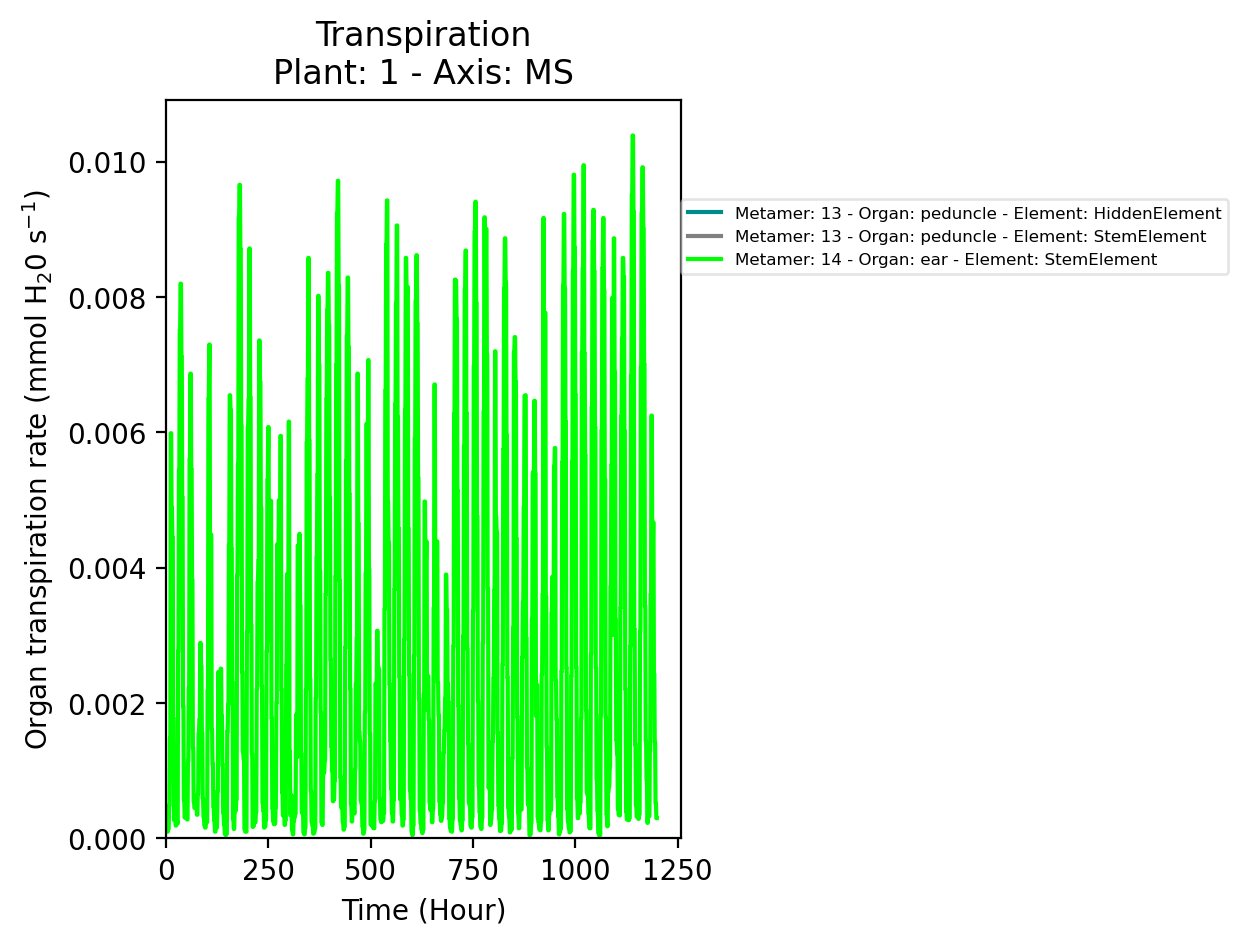 Transpiration
Plant: 1 - Axis: MS
Organ transpiration rate (mmol H₂0 s⁻¹)
0.010
0.008
0.006
0.004
0.002
0.000
0 250 500 750 1000 1250
Time (Hour)
Metamer: 13 - Organ: peduncle - Element: HiddenElement
Metamer: 13 - Organ: peduncle - Element: StemElement
Metamer: 14 - Organ: ear - Element: StemElement